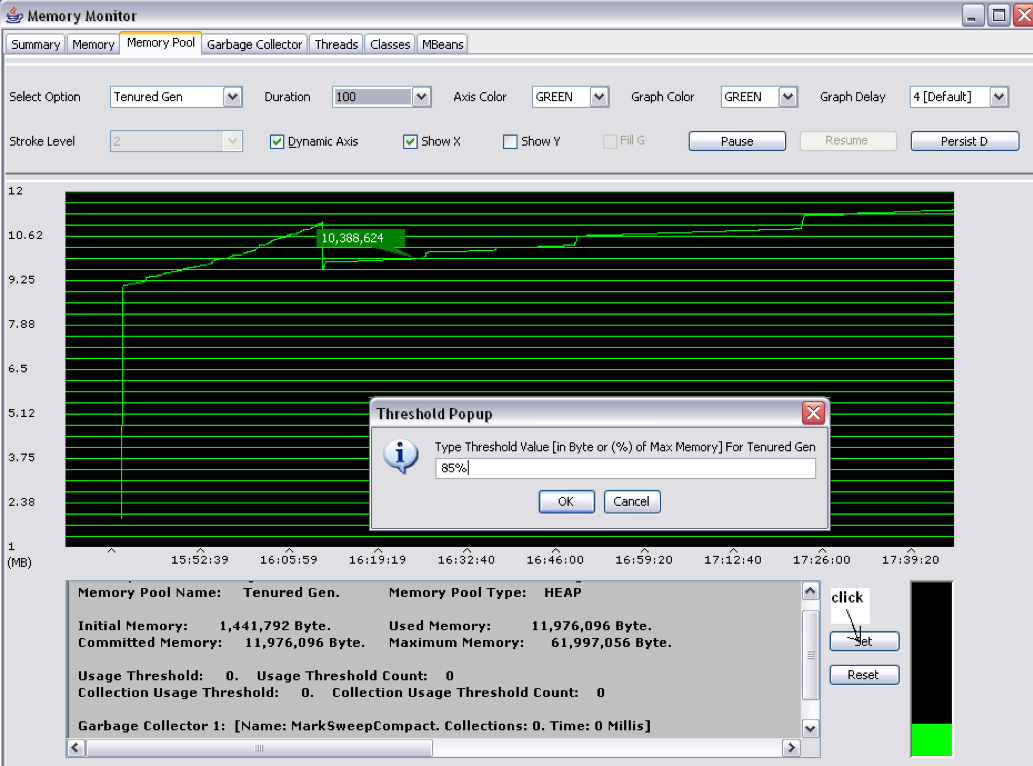 Memory Monitor
Summary Memory Memory Pool Garbage Collector Threads Classes MBeans
Select Option Tenured Gen Duration 100 Axis Color GREEN Graph Color GREEN Graph Delay 4 [Default]
Stroke Level 2 Dynamic Axis Show X Show Y Fill G Pause Resume Persist D
12
10.62
10,388,624
9.25
7.88
6.5
5.12
3.75
2.38
1
(MB)
Threshold Popup
Type Threshold Value [in Byte or (%) of Max Memory] For Tenured Gen
85%
OK Cancel
15:52:39 16:05:59 16:19:19 16:32:40 16:46:00 16:59:20 17:12:40 17:26:00 17:39:20
Memory Pool Name: Tenured Gen. Memory Pool Type: HEAP
Initial Memory: 1,441,792 Byte. Used Memory: 11,976,096 Byte.
Committed Memory: 11,976,096 Byte. Maximum Memory: 61,997,056 Byte.
Usage Threshold: 0. Usage Threshold Count: 0
Collection Usage Threshold: 0. Collection Usage Threshold Count: 0
Garbage Collector 1: [Name: MarkSweepCompact. Collections: 0. Time: 0 Millis]
click
Set
Reset